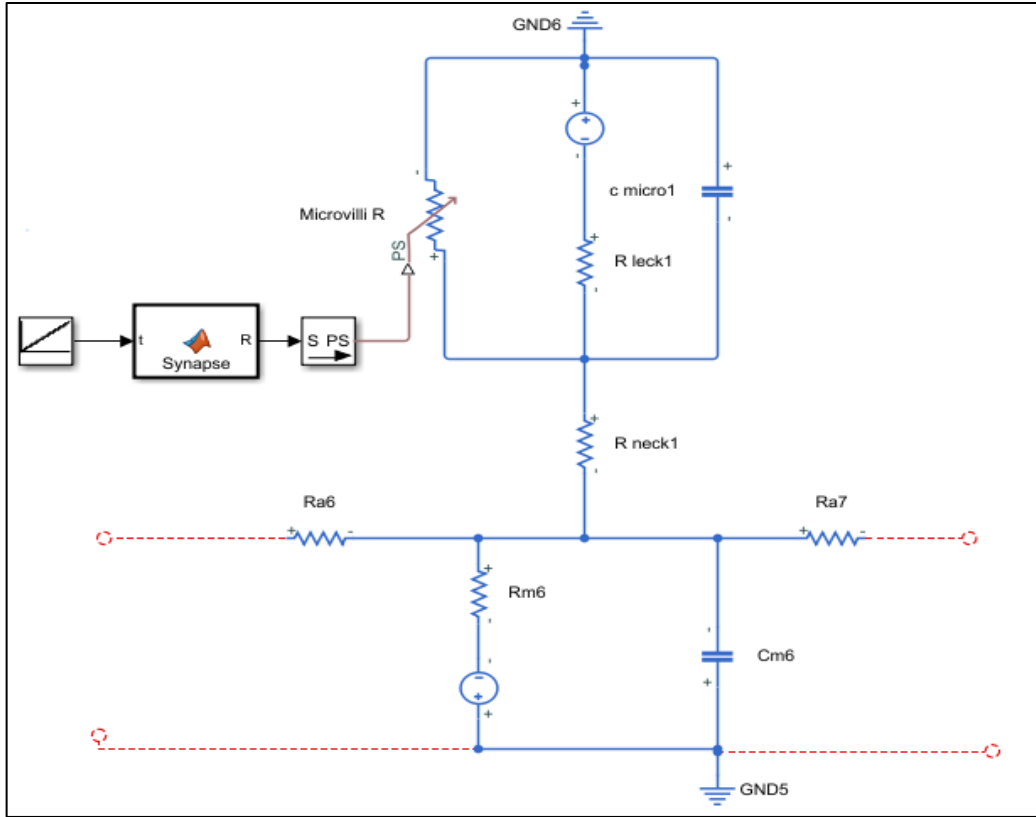 GND6
c micro1
Microvilli R
PS
R leck1
t
R
Synapse
S PS
R neck1
Ra6
Ra7
Rm6
Cm6
GND5